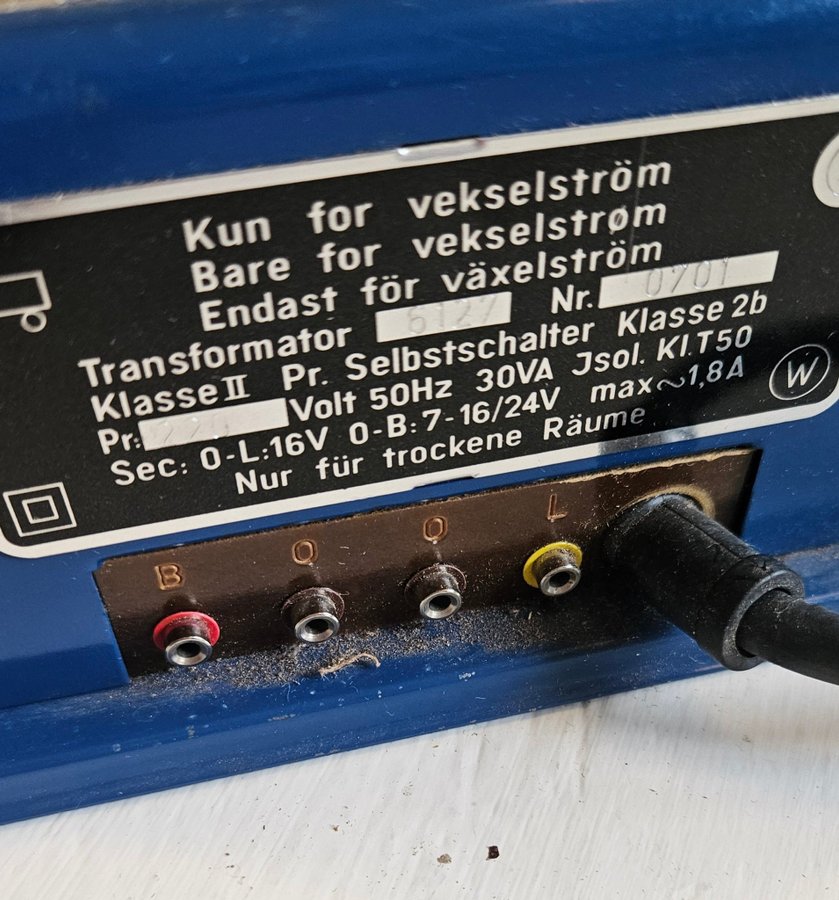 Kun for vekselström
Bare for vekselstrøm
Endast för växelström
Transformator 6127 Nr. 0701
Klasse II Pr. Selbstschalter Klasse 2b
Pr: 220 Volt 50Hz 30VA Jsol. Kl.T50
Sec: 0-L:16V 0-B:7-16/24V max~1,8A
Nur für trockene Räume
W
B O O L